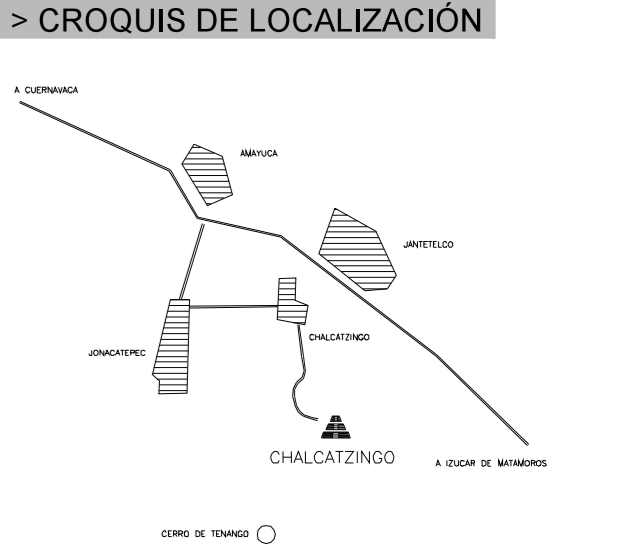 > CROQUIS DE LOCALIZACIÓN
A CUERNAVACA
AMAYUCA
JANTETELCO
CHALCATZINGO
JONACATEPEC
CHALCATZINGO
A IZUCAR DE MATAMOROS
CERRO DE TENANGO